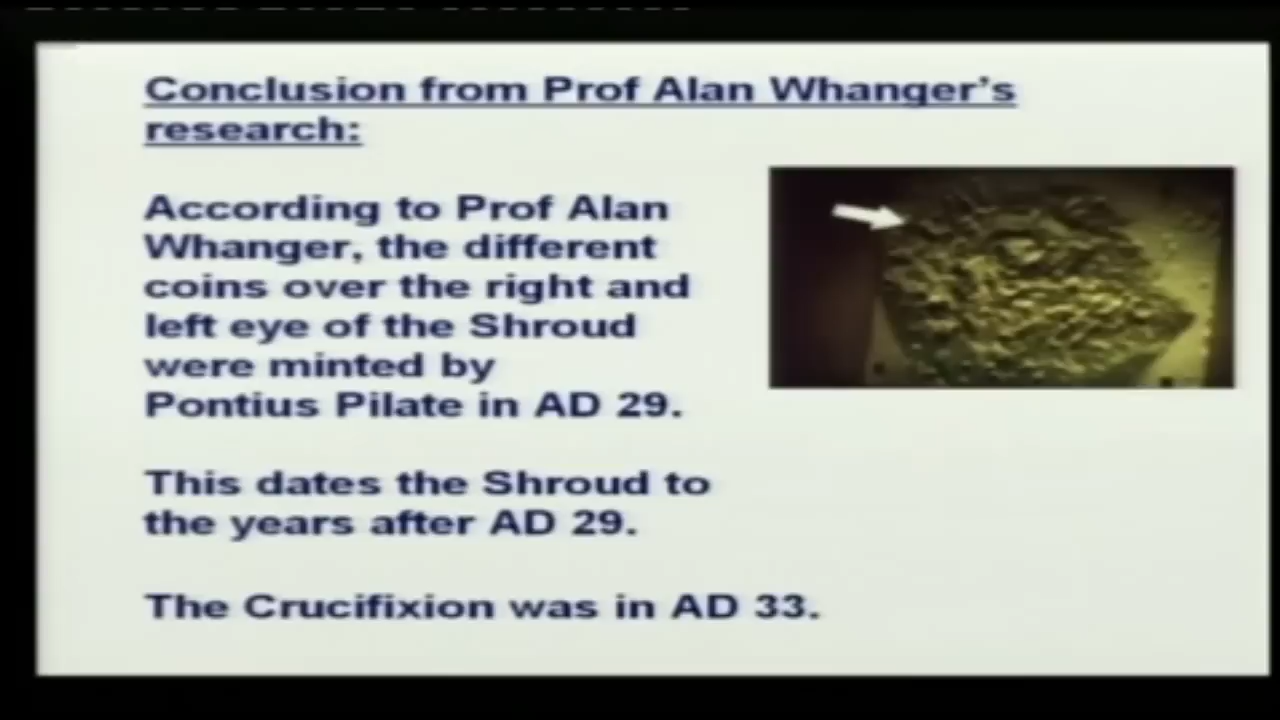 Conclusion from Prof Alan Whanger's
research:
According to Prof Alan
Whanger, the different
coins over the right and
left eye of the Shroud
were minted by
Pontius Pilate in AD 29.
This dates the Shroud to
the years after AD 29.
The Crucifixion was in AD 33.